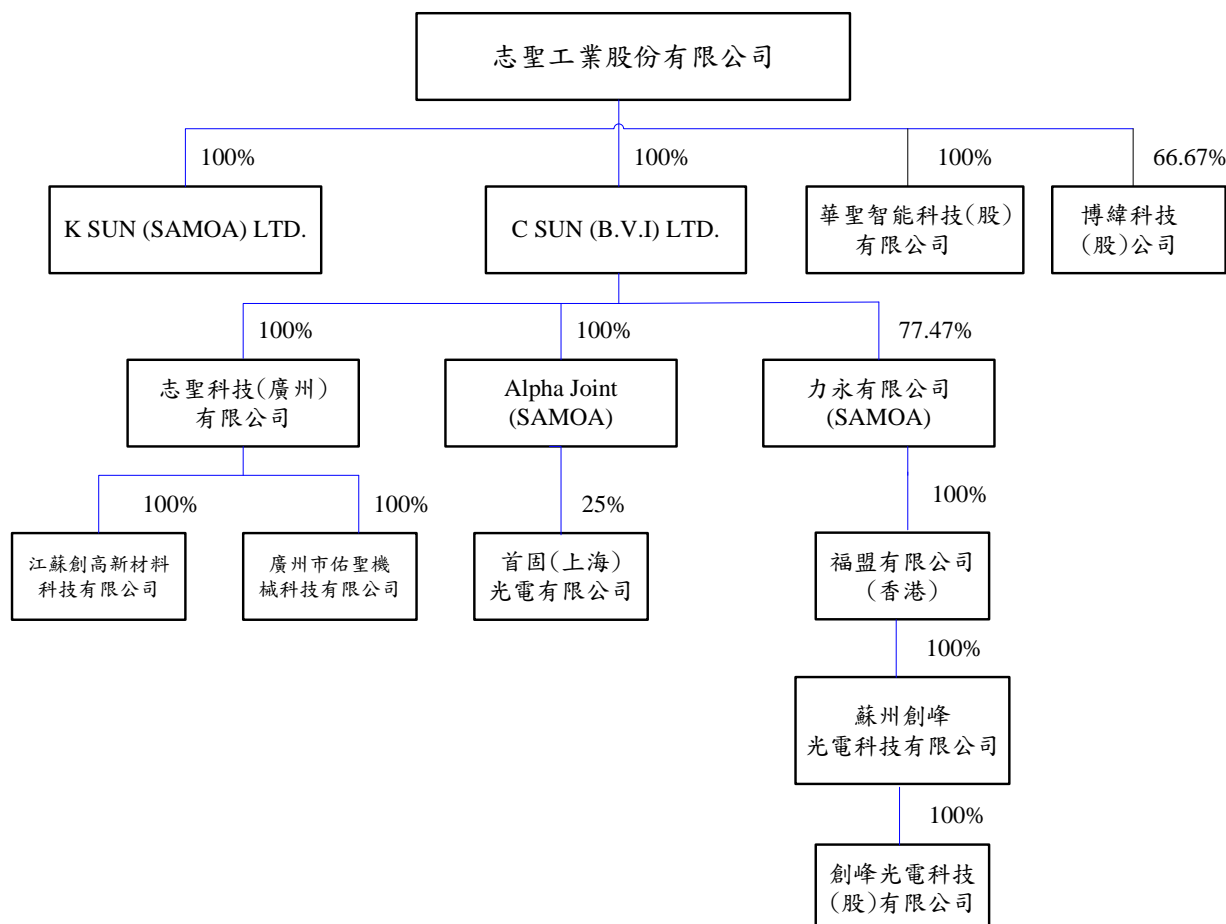 志聖工業股份有限公司
100%
100%
100%
66.67%
K SUN (SAMOA) LTD.
C SUN (B.V.I) LTD.
華聖智能科技(股)
有限公司
博緯科技
(股)公司
100%
100%
77.47%
志聖科技(廣州)
有限公司
Alpha Joint
(SAMOA)
力永有限公司
(SAMOA)
100%
100%
25%
100%
江蘇創高新材料
科技有限公司
廣州市佑聖機
械科技有限公司
首固(上海)
光電有限公司
福盟有限公司
(香港)
100%
蘇州創峰
光電科技有限公司
100%
創峰光電科技
(股)有限公司